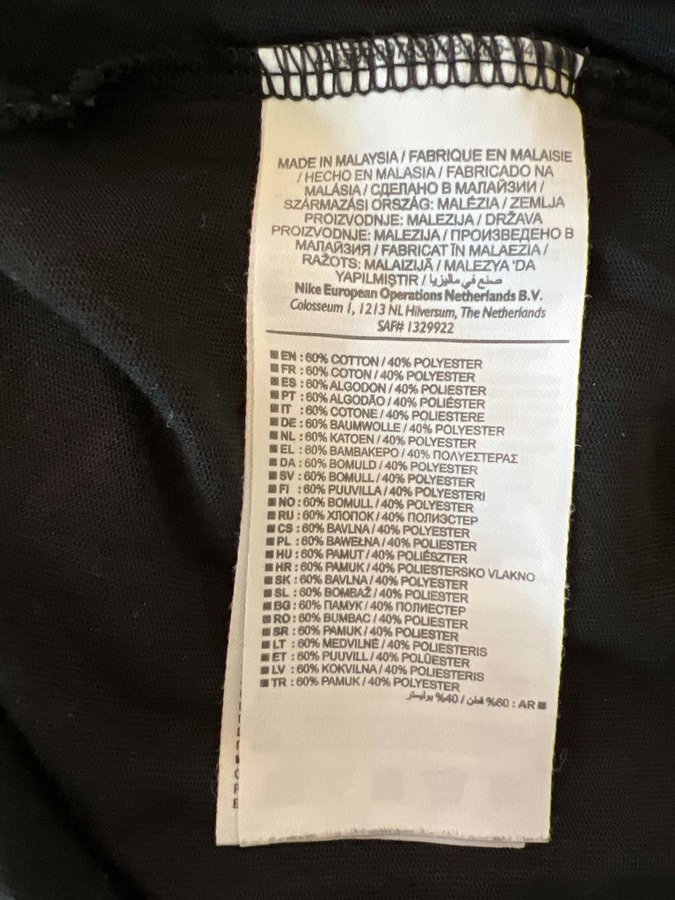 MADE IN MALAYSIA / FABRIQUE EN MALAISIE
/ HECHO EN MALASIA / FABRICADO NA
MALÁSIA / СДЕЛАНО В МАЛАЙЗИИ /
SZÁRMAZÁSI ORSZÁG: MALÉZIA / ZEMLJA
PROIZVODNJE: MALEZIJA / DRŽAVA
PROIZVODNJE: MALEZIJA / ПРОИЗВЕДЕНО В
МАЛАЙЗИЯ / FABRICAT ÎN MALAEZIA /
RAŽOTS: MALAIZIJĀ / MALEZYA 'DA
YAPILMIŞTIR / صنع في ماليزيا
Nike European Operations Netherlands B.V.
Colosseum 1, 1213 NL Hilversum, The Netherlands
SAF# 1329922
EN : 60% COTTON / 40% POLYESTER
FR : 60% COTON / 40% POLYESTER
ES : 60% ALGODON / 40% POLIESTER
PT : 60% ALGODÃO / 40% POLIÉSTER
IT : 60% COTONE / 40% POLIESTERE
DE : 60% BAUMWOLLE / 40% POLYESTER
NL : 60% KATOEN / 40% POLYESTER
EL : 60% ΒΑΜΒΑΚΕΡΟ / 40% ΠΟΛΥΕΣΤΕΡΑΣ
DA : 60% BOMULD / 40% POLYESTER
SV : 60% BOMULL / 40% POLYESTER
FI : 60% PUUVILLA / 40% POLYESTERI
NO : 60% BOMULL / 40% POLYESTER
RU : 60% ХЛОПОК / 40% ПОЛИЭСТЕР
CS : 60% BAVLNA / 40% POLYESTER
PL : 60% BAWEŁNA / 40% POLIESTER
HU : 60% PAMUT / 40% POLIÉSZTER
HR : 60% PAMUK / 40% POLIESTERSKO VLAKNO
SK : 60% BAVLNA / 40% POLYESTER
SL : 60% BOMBAŽ / 40% POLIESTER
BG : 60% ПАМУК / 40% ПОЛИЕСТЕР
RO : 60% BUMBAC / 40% POLIESTER
SR : 60% PAMUK / 40% POLIESTER
LT : 60% MEDVILNĖ / 40% POLIESTERIS
ET : 60% PUUVILL / 40% POLÜESTER
LV : 60% KOKVILNA / 40% POLIESTERIS
TR : 60% PAMUK / 40% POLYESTER
AR : 60% قطن / 40% بوليستر